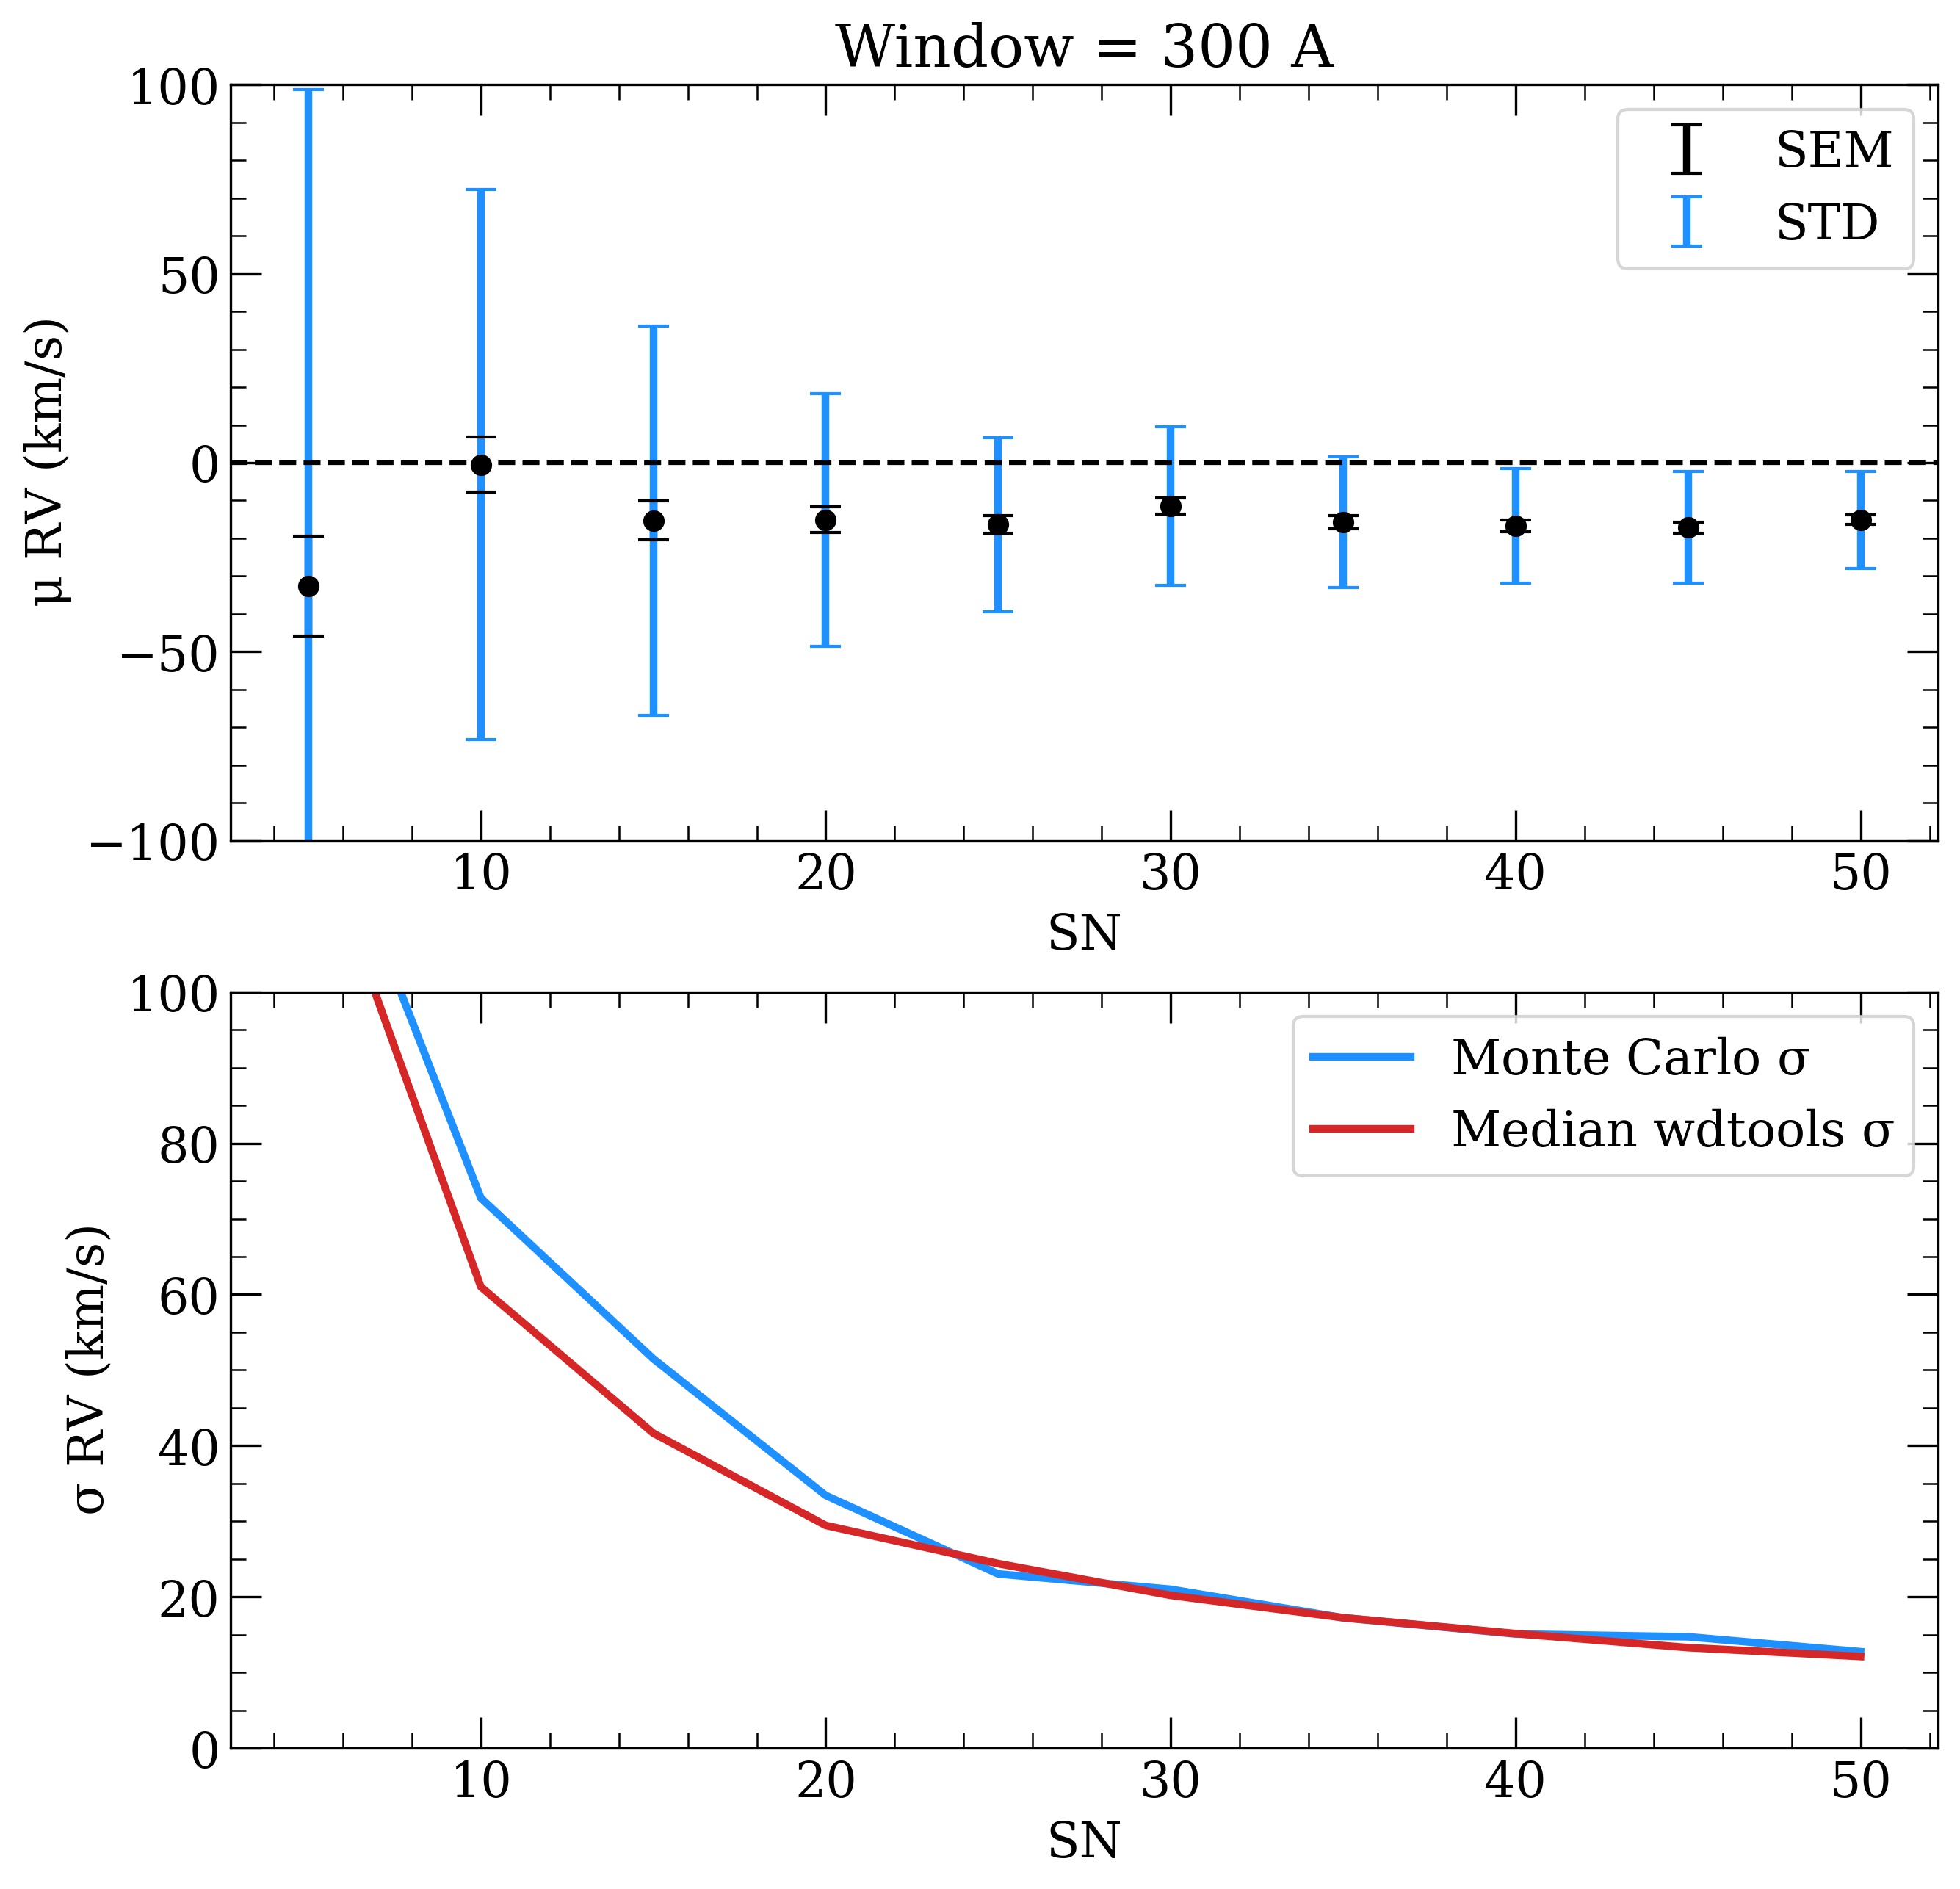 Window = 300 A
100
50
0
−50
−100
μ RV (km/s)
SEM
STD
10 20 30 40 50
SN
100
80
60
40
20
0
σ RV (km/s)
Monte Carlo σ
Median wdtools σ
10 20 30 40 50
SN